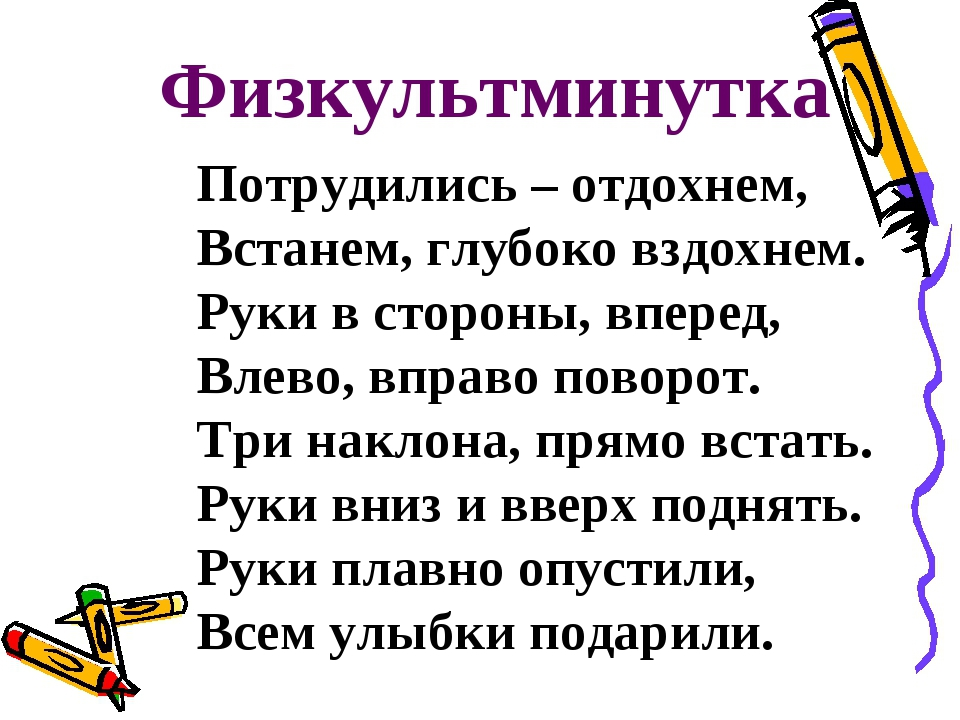 Физкультминутка
Потрудились – отдохнем,
Встанем, глубоко вздохнем.
Руки в стороны, вперед,
Влево, вправо поворот.
Три наклона, прямо встать.
Руки вниз и вверх поднять.
Руки плавно опустили,
Всем улыбки подарили.